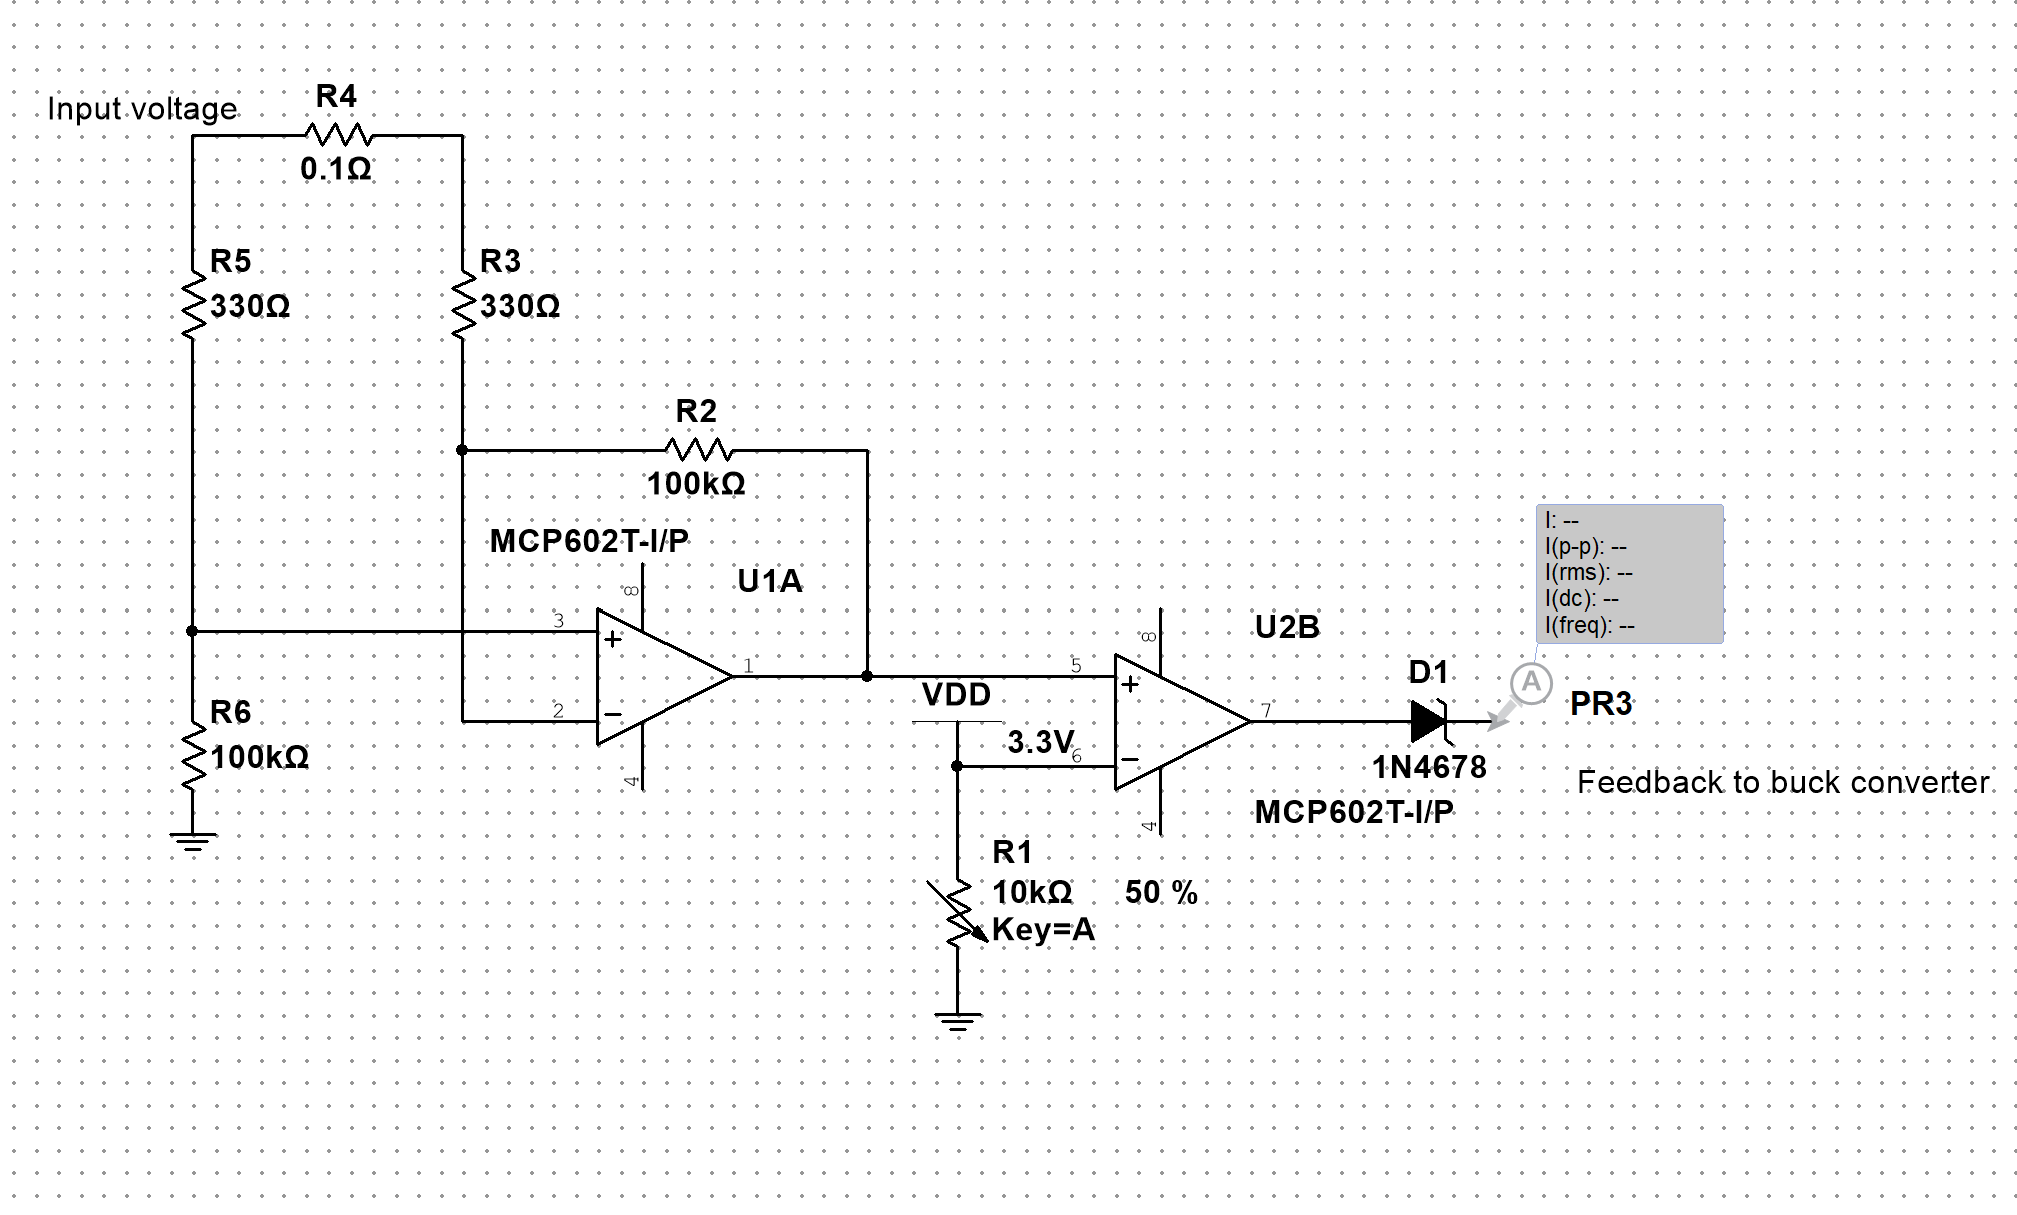 Input voltage
R4
0.1Ω
R5
330Ω
R3
330Ω
R2
100kΩ
MCP602T-I/P
U1A
8
3
2
1
4
R6
100kΩ
VDD
3.3V
5
6
8
U2B
7
4
MCP602T-I/P
D1
1N4678
I: --
I(p-p): --
I(rms): --
I(dc): --
I(freq): --
A
PR3
Feedback to buck converter
R1
10kΩ 50 %
Key=A